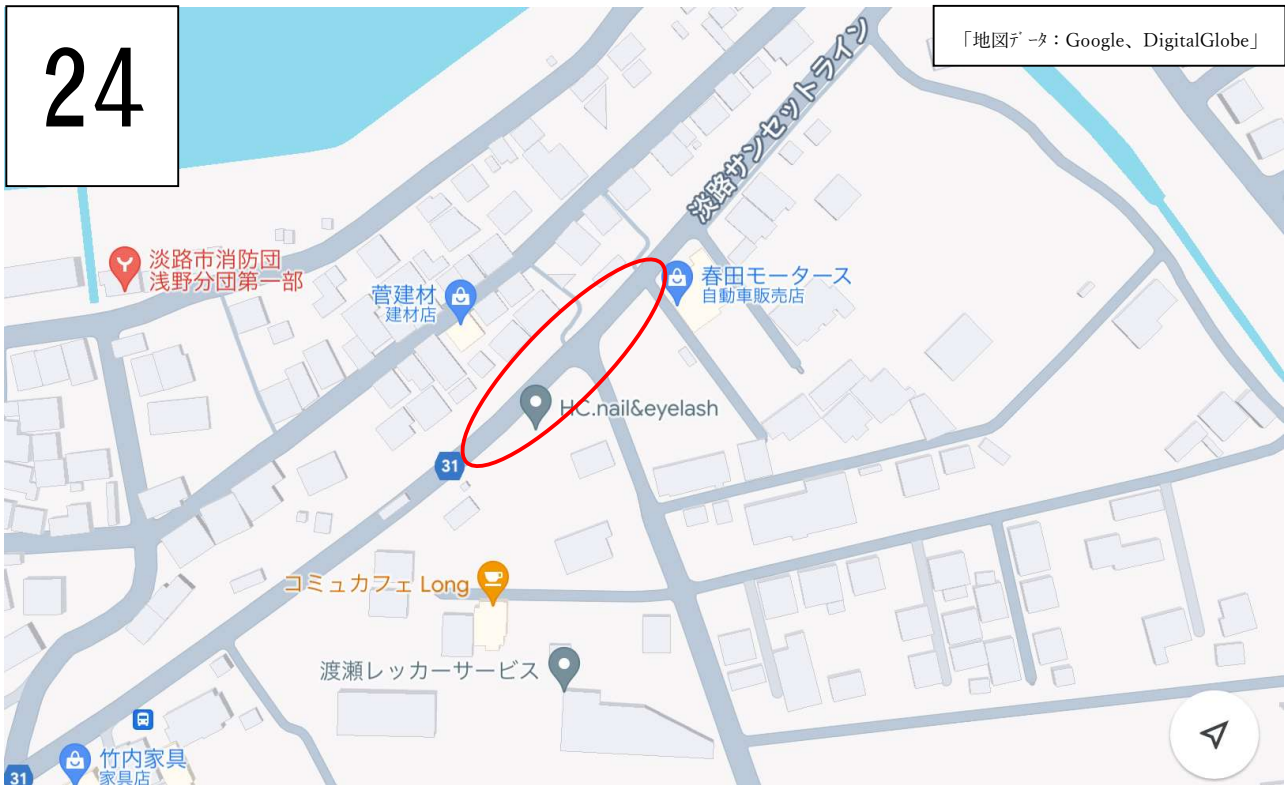 24
「地図ﾃﾞｰﾀ：Google、DigitalGlobe」
淡路サンセットライン
淡路市消防団
浅野分団第一部
菅建材
建材店
春田モータース
自動車販売店
HC.nail&eyelash
31
コミュカフェ Long
渡瀬レッカーサービス
竹内家具
家具店
31